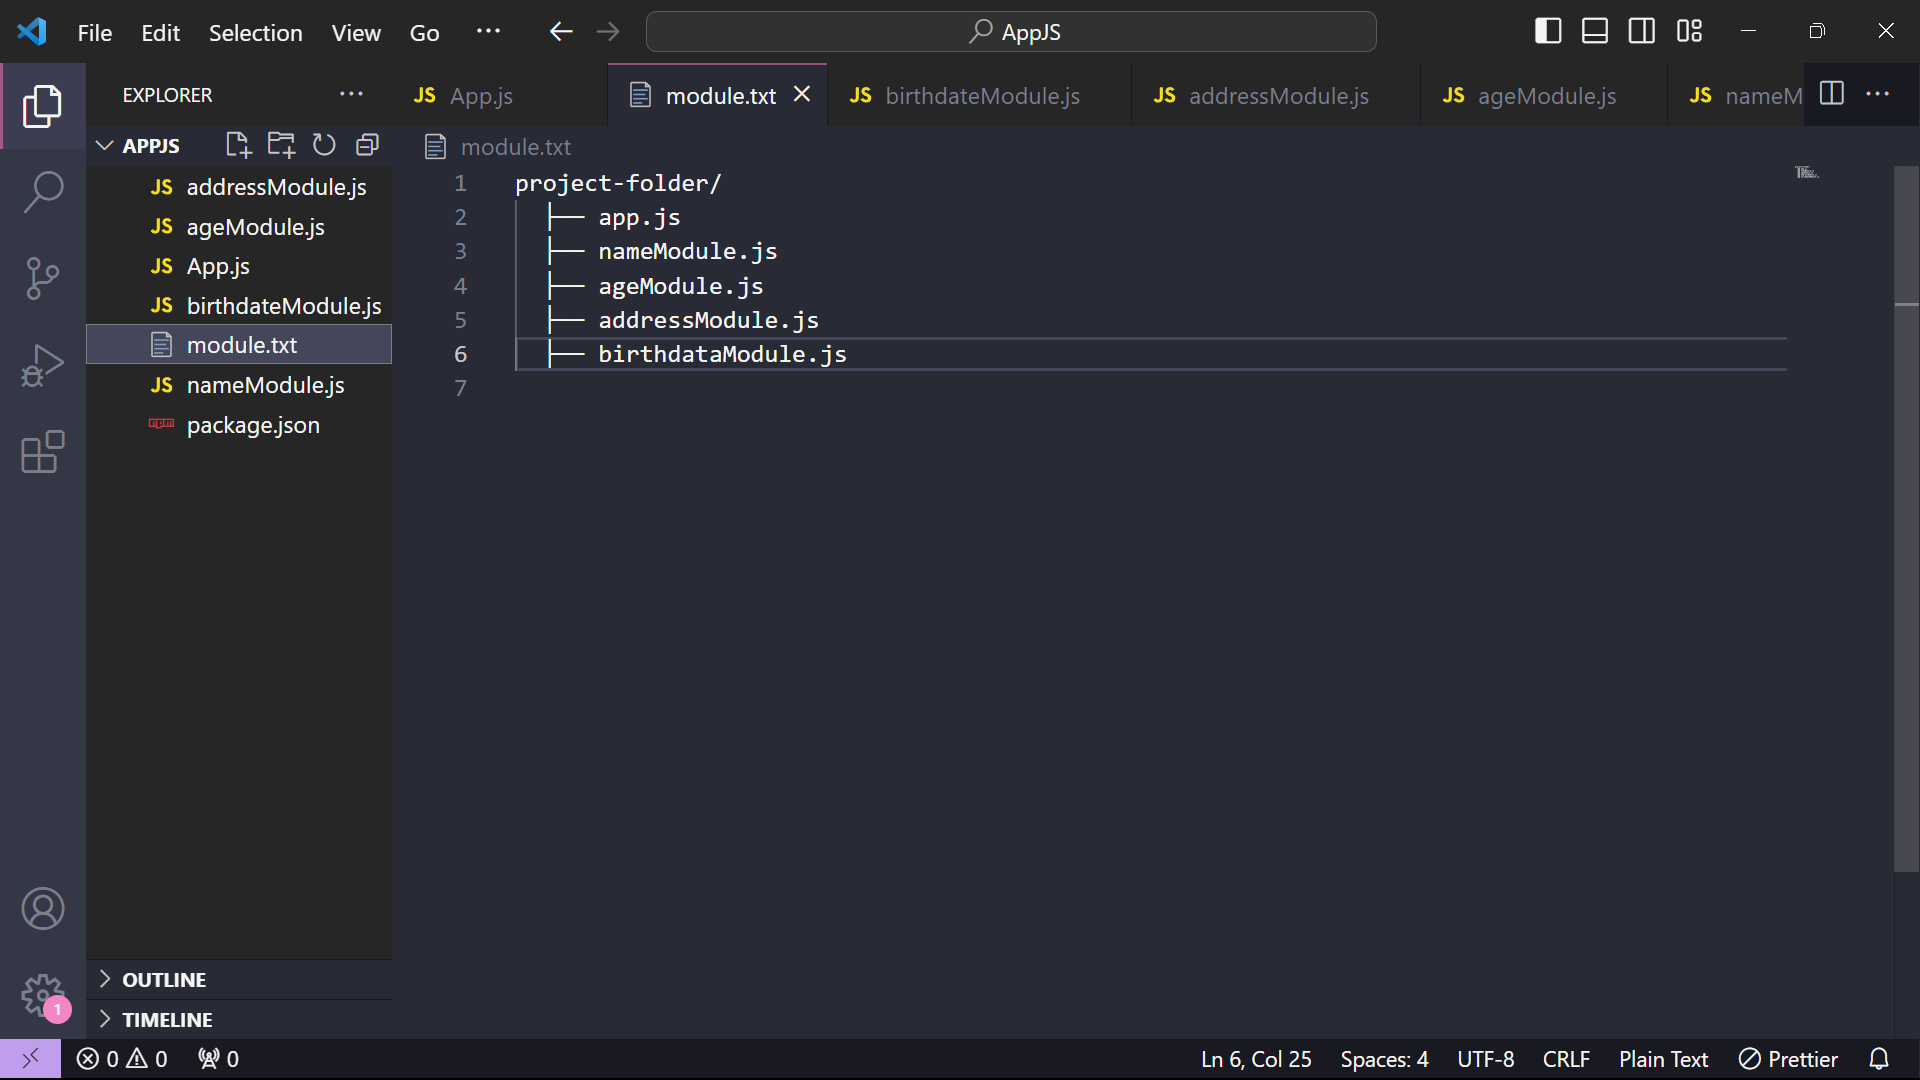 File Edit Selection View Go ··· AppJS
EXPLORER ···
JS App.js
module.txt
JS birthdateModule.js
JS addressModule.js
JS ageModule.js
JS nameM
···
APPJS
JS addressModule.js
JS ageModule.js
JS App.js
JS birthdateModule.js
module.txt
JS nameModule.js
npm package.json
OUTLINE
TIMELINE
module.txt
1 project-folder/
2 ├── app.js
3 ├── nameModule.js
4 ├── ageModule.js
5 ├── addressModule.js
6 ├── birthdataModule.js
7
1
0 0 0
Ln 6, Col 25 Spaces: 4 UTF-8 CRLF Plain Text Prettier